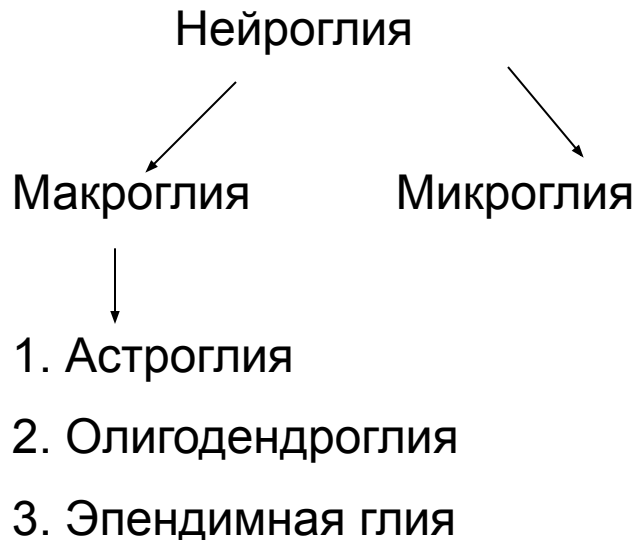 Нейроглия
Макроглия Микроглия
1. Астроглия
2. Олигодендроглия
3. Эпендимная глия